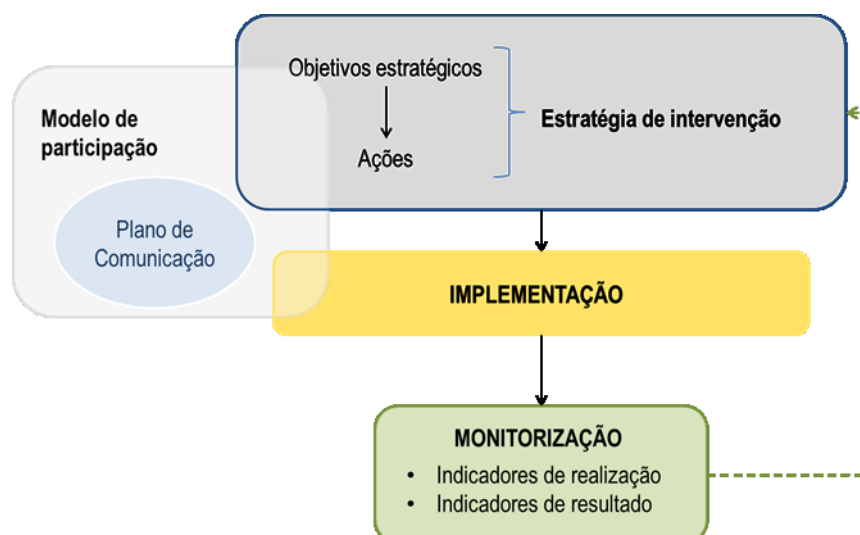 Objetivos estratégicos
Ações
Estratégia de intervenção
Modelo de
participação
Plano de
Comunicação
IMPLEMENTAÇÃO
MONITORIZAÇÃO
• Indicadores de realização
• Indicadores de resultado